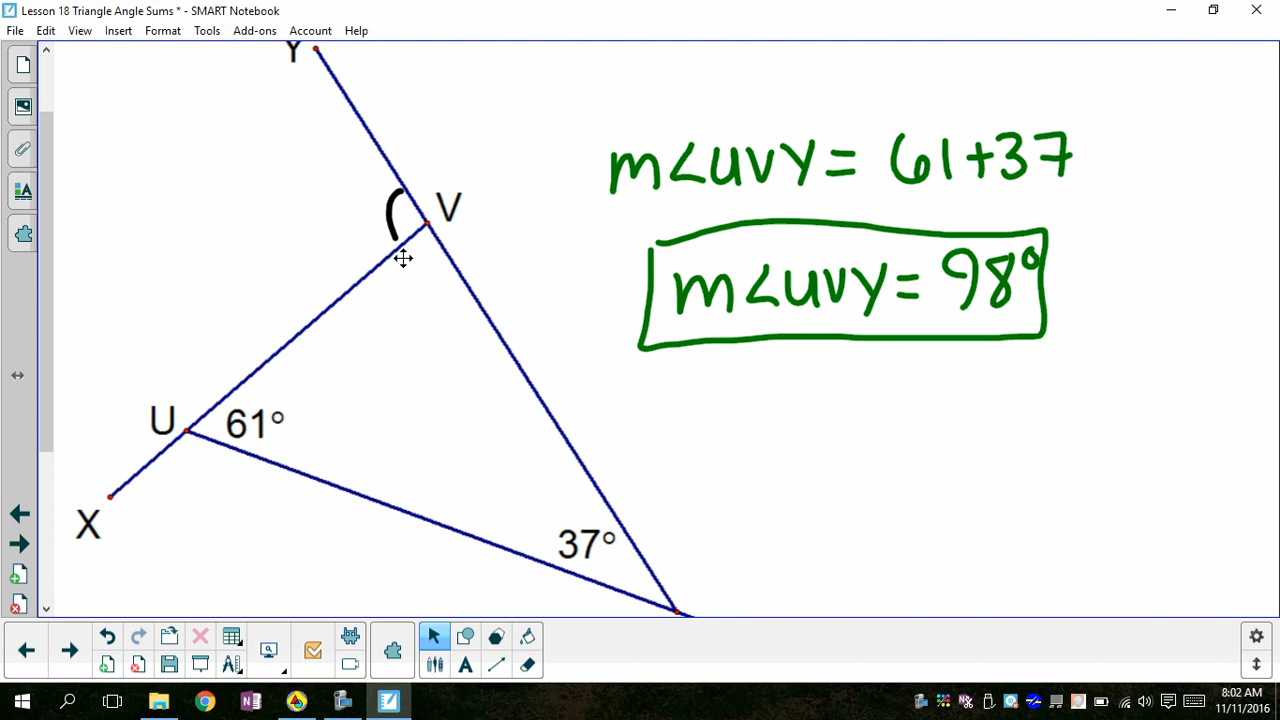 Lesson 18 Triangle Angle Sums * - SMART Notebook
File Edit View Insert Format Tools Add-ons Help
Y
m∠UVY = 61+37
V
m∠UVY = 98°
U
61°
X
37°
8:02 AM
11/11/2016